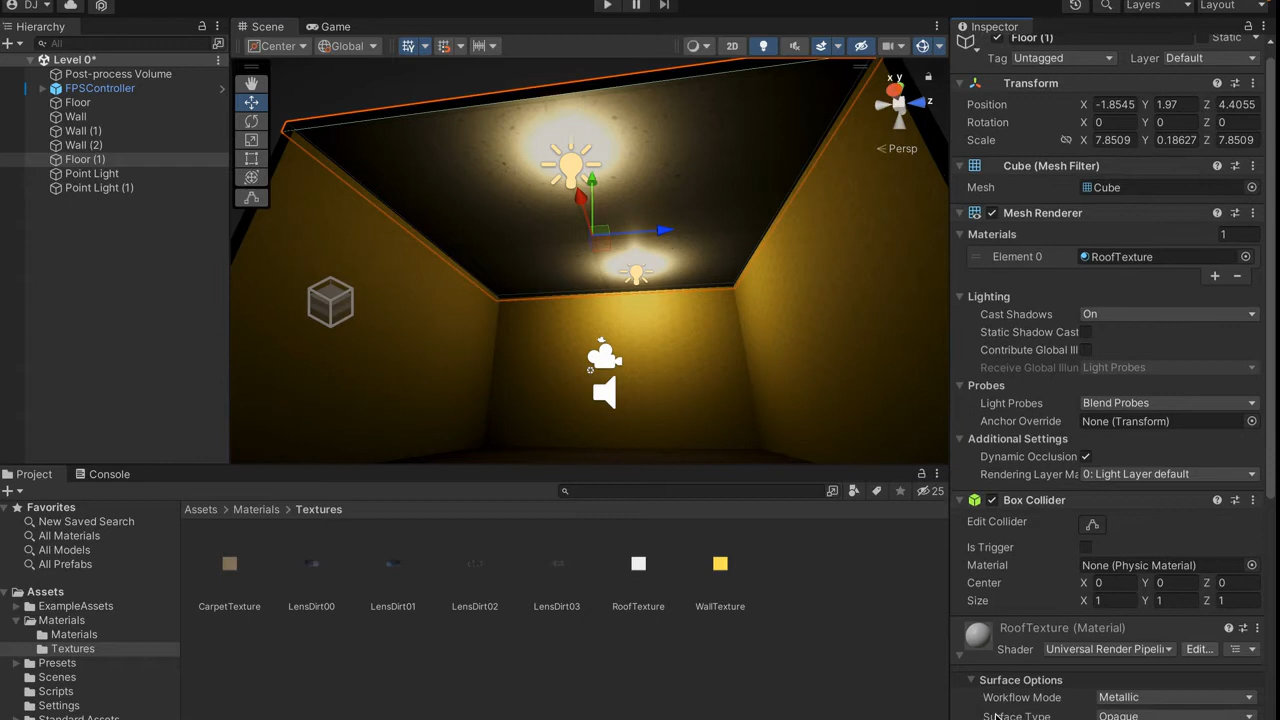 DJ
Layers
Layout
Hierarchy
Scene
Game
Inspector
All
Center
Global
2D
Floor (1)
Static
Tag Untagged
Layer Default
Level 0*
Post-process Volume
FPSController
Floor
Wall
Wall (1)
Wall (2)
Floor (1)
Point Light
Point Light (1)
x y
z
Persp
Transform
Position X -1.8545 Y 1.97 Z 4.4055
Rotation X 0 Y 0 Z 0
Scale X 7.8509 Y 0.18627 Z 7.8509
Cube (Mesh Filter)
Mesh Cube
Mesh Renderer
Materials 1
Element 0 RoofTexture
Lighting
Cast Shadows On
Static Shadow Cast
Contribute Global Ill
Receive Global Illun Light Probes
Probes
Light Probes Blend Probes
Anchor Override None (Transform)
Additional Settings
Dynamic Occlusion
Rendering Layer Ma 0: Light Layer default
Box Collider
Edit Collider
Is Trigger
Material None (Physic Material)
Center X 0 Y 0 Z 0
Size X 1 Y 1 Z 1
RoofTexture (Material)
Shader Universal Render Pipelin Edit...
Surface Options
Workflow Mode Metallic
Surface Type Opaque
Project
Console
25
Favorites
New Saved Search
All Materials
All Models
All Prefabs
Assets
ExampleAssets
Materials
Materials
Textures
Presets
Scenes
Scripts
Settings
Standard Assets
Assets > Materials > Textures
CarpetTexture
LensDirt00
LensDirt01
LensDirt02
LensDirt03
RoofTexture
WallTexture